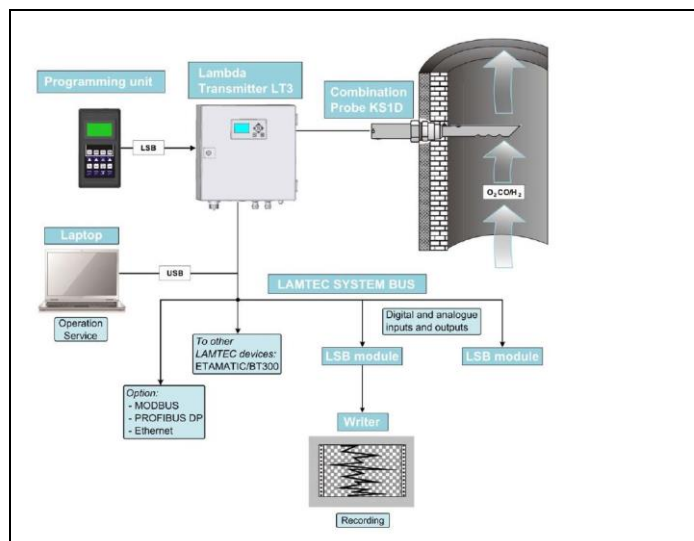 Programming unit
Lambda
Transmitter LT3
Combination
Probe KS1D
LSB
O₂CO/H₂
Laptop
USB
Operation
Service
LAMTEC SYSTEM BUS
Digital and analogue
inputs and outputs
To other
LAMTEC devices:
ETAMATIC/BT300
LSB module
LSB module
Option:
- MODBUS
- PROFIBUS DP
- Ethernet
Writer
Recording